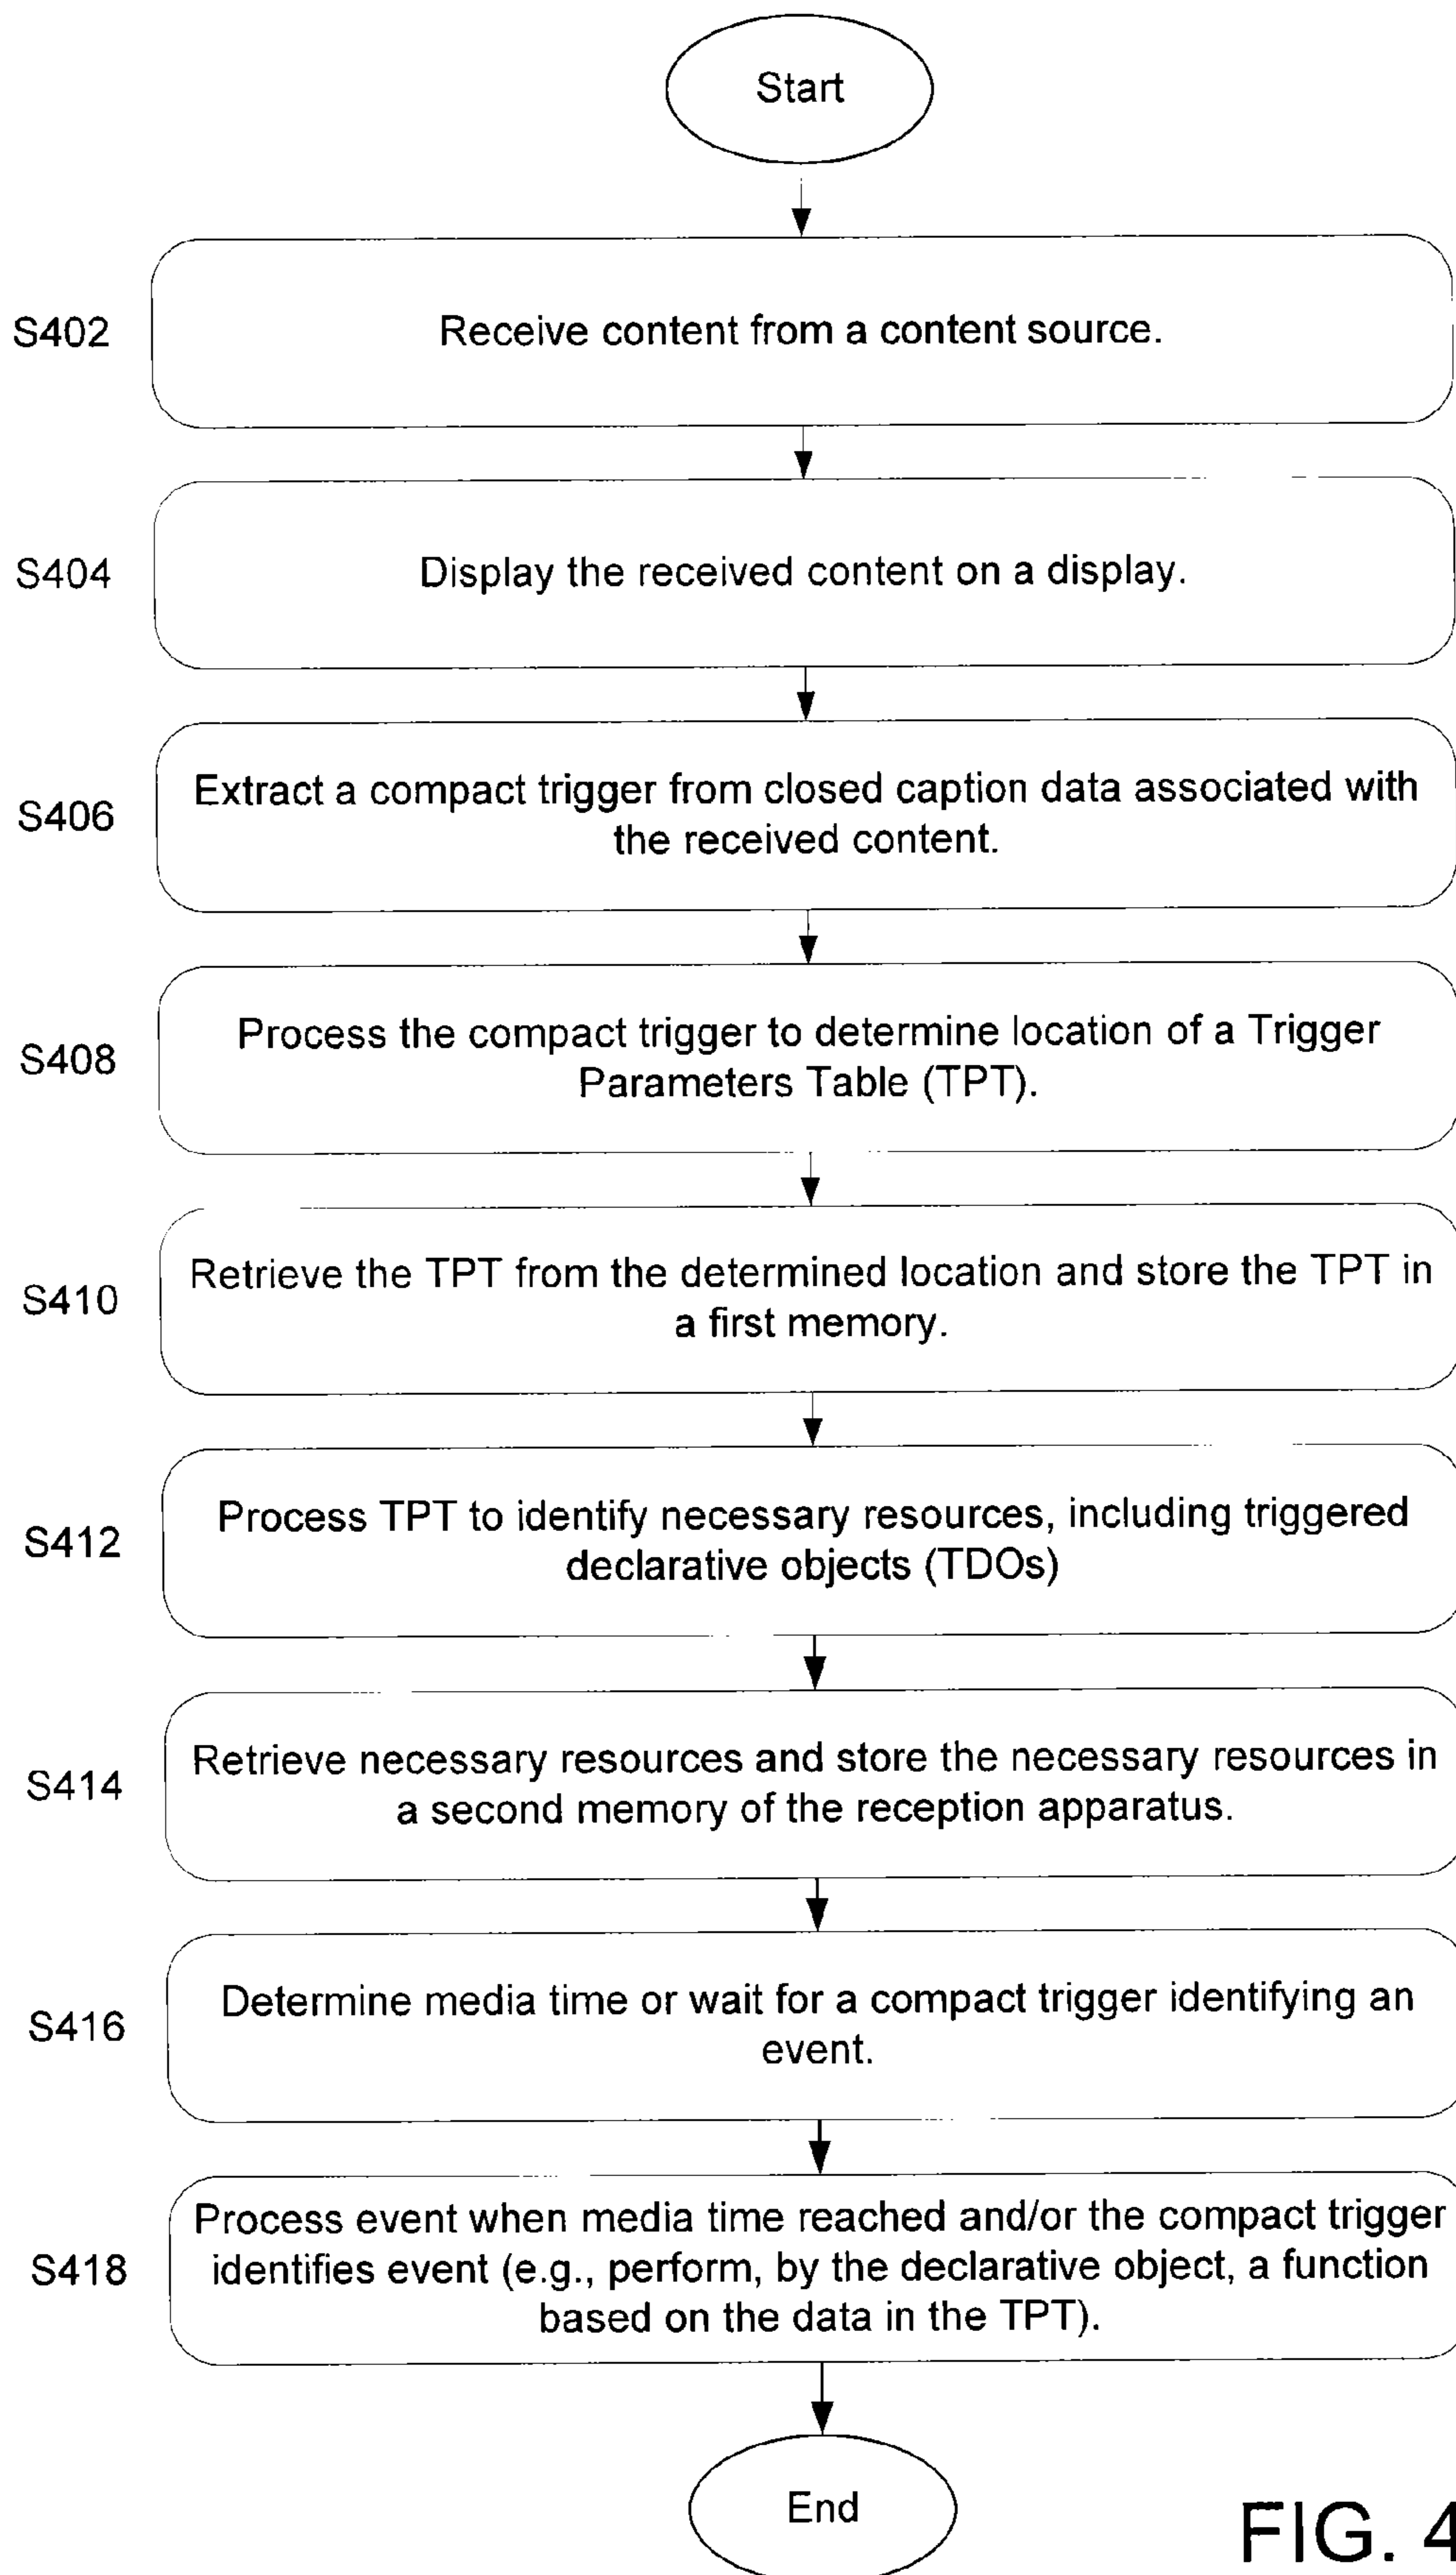 Start
S402
Receive content from a content source.
S404
Display the received content on a display.
S406
Extract a compact trigger from closed caption data associated with
the received content.
S408
Process the compact trigger to determine location of a Trigger
Parameters Table (TPT).
S410
Retrieve the TPT from the determined location and store the TPT in
a first memory.
S412
Process TPT to identify necessary resources, including triggered
declarative objects (TDOs)
S414
Retrieve necessary resources and store the necessary resources in
a second memory of the reception apparatus.
S416
Determine media time or wait for a compact trigger identifying an
event.
S418
Process event when media time reached and/or the compact trigger
identifies event (e.g., perform, by the declarative object, a function
based on the data in the TPT).
End
FIG. 4